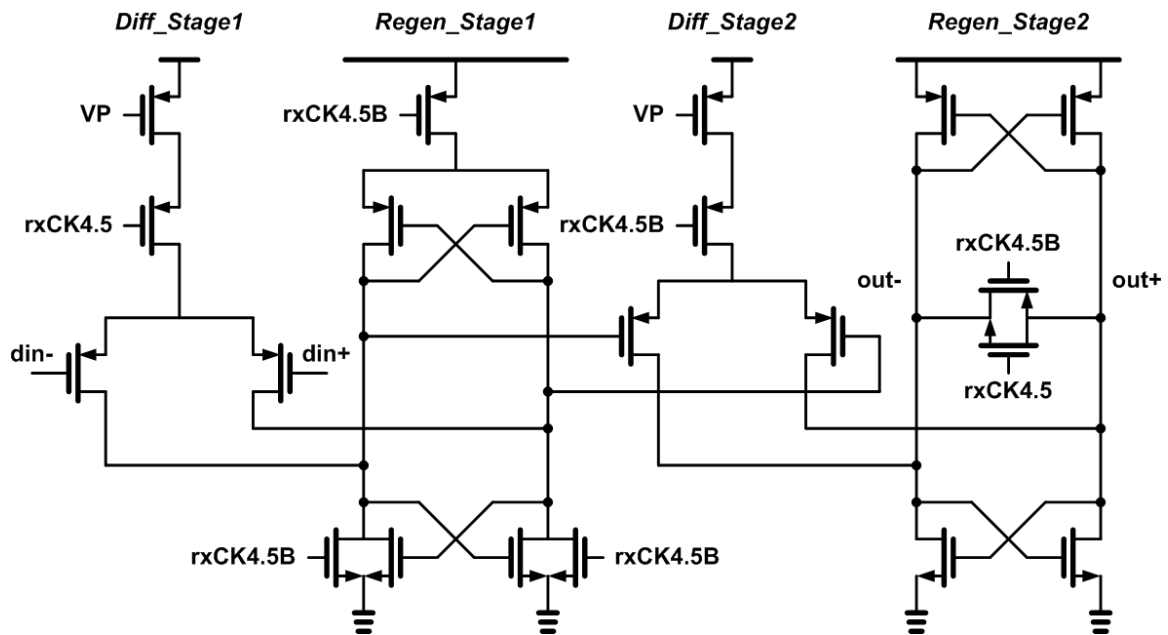 Diff_Stage1 Regen_Stage1 Diff_Stage2 Regen_Stage2
VP rxCK4.5B VP
rxCK4.5 rxCK4.5B
rxCK4.5B
out- out+
din- din+
rxCK4.5
rxCK4.5B rxCK4.5B